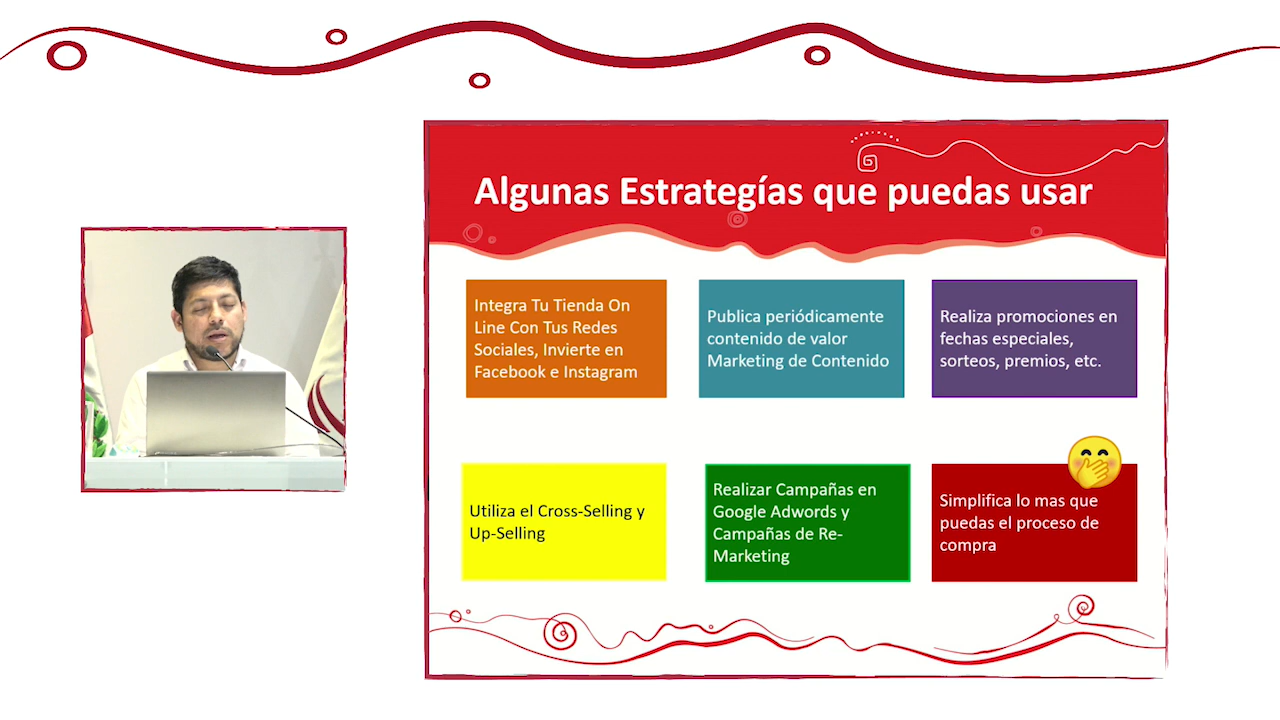 Algunas Estrategías que puedas usar
Integra Tu Tienda On
Line Con Tus Redes
Sociales, Invierte en
Facebook e Instagram
Publica periódicamente
contenido de valor
Marketing de Contenido
Realiza promociones en
fechas especiales,
sorteos, premios, etc.
Utiliza el Cross-Selling y
Up-Selling
Realizar Campañas en
Google Adwords y
Campañas de Re-
Marketing
Simplifica lo mas que
puedas el proceso de
compra